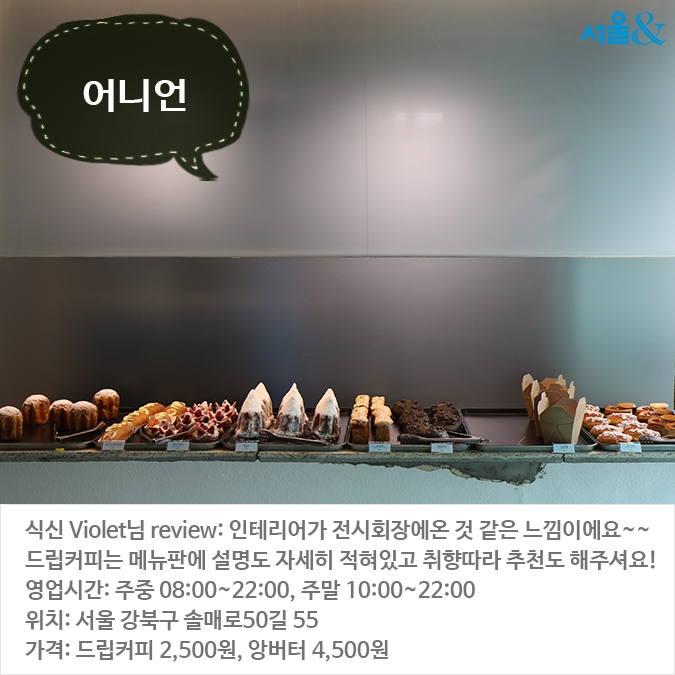 서울&
어니언
식신 Violet님 review: 인테리어가 전시회장에온 것 같은 느낌이에요~~
드립커피는 메뉴판에 설명도 자세히 적혀있고 취향따라 추천도 해주셔요!
영업시간: 주중 08:00~22:00, 주말 10:00~22:00
위치: 서울 강북구 솔매로50길 55
가격: 드립커피 2,500원, 앙버터 4,500원